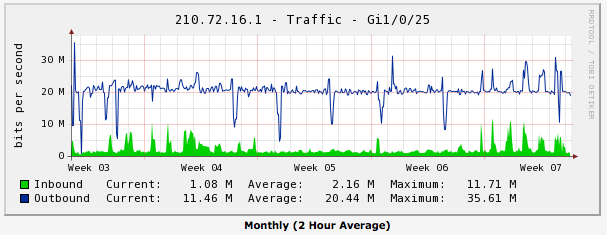 210.72.16.1 - Traffic - Gi1/0/25
RRDTOOL / TOBI OETIKER
bits per second
30 M
20 M
10 M
0
Week 03 Week 04 Week 05 Week 06 Week 07
Inbound Current: 1.08 M Average: 2.16 M Maximum: 11.71 M
Outbound Current: 11.46 M Average: 20.44 M Maximum: 35.61 M
Monthly (2 Hour Average)